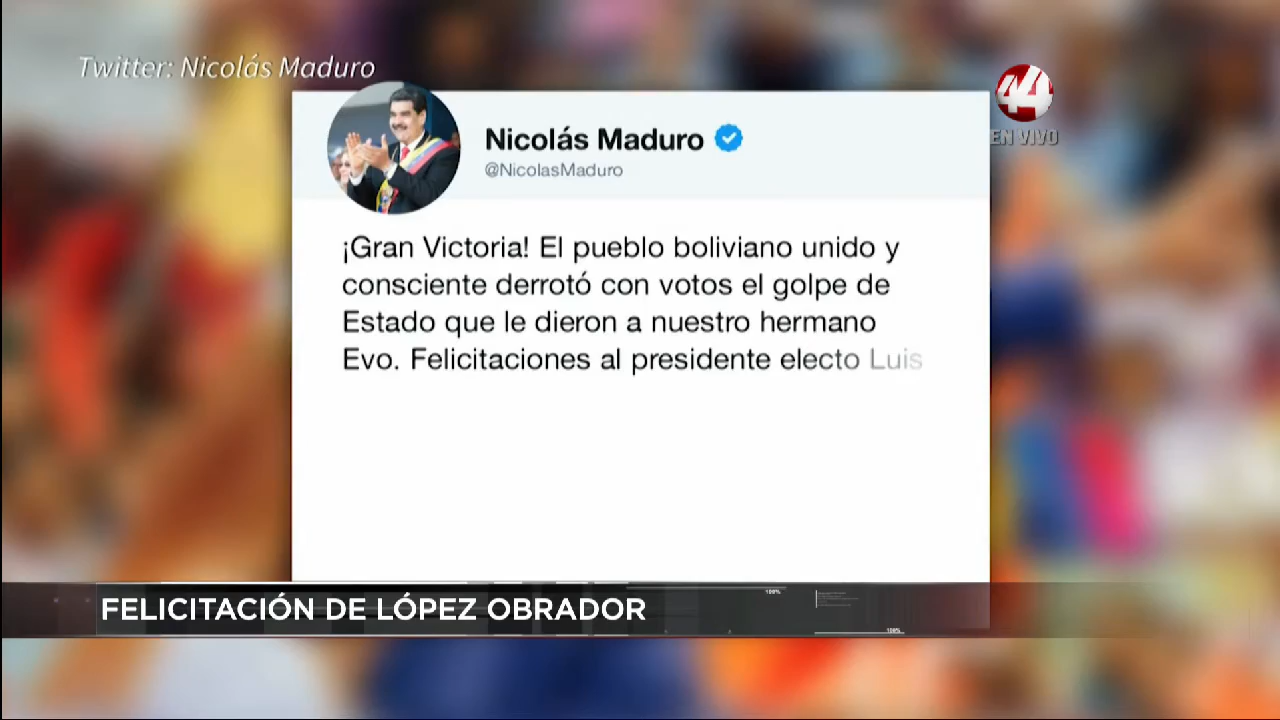 Twitter: Nicolás Maduro
44
EN VIVO
Nicolás Maduro
@NicolasMaduro
¡Gran Victoria! El pueblo boliviano unido y
consciente derrotó con votos el golpe de
Estado que le dieron a nuestro hermano
Evo. Felicitaciones al presidente electo Luis
100%
FELICITACIÓN DE LÓPEZ OBRADOR
100%